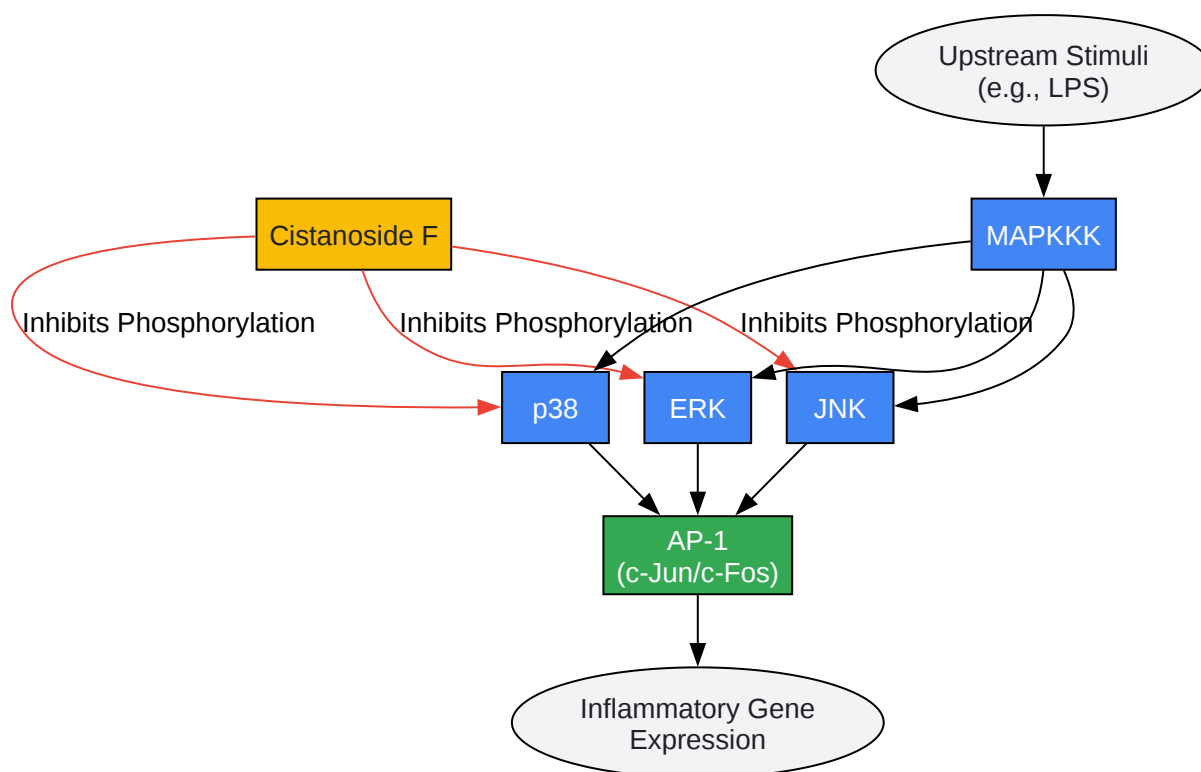 Upstream Stimuli
(e.g., LPS)
Cistanoside F
MAPKKK
Inhibits Phosphorylation
Inhibits Phosphorylation
Inhibits Phosphorylation
p38
ERK
JNK
AP-1
(c-Jun/c-Fos)
Inflammatory Gene
Expression